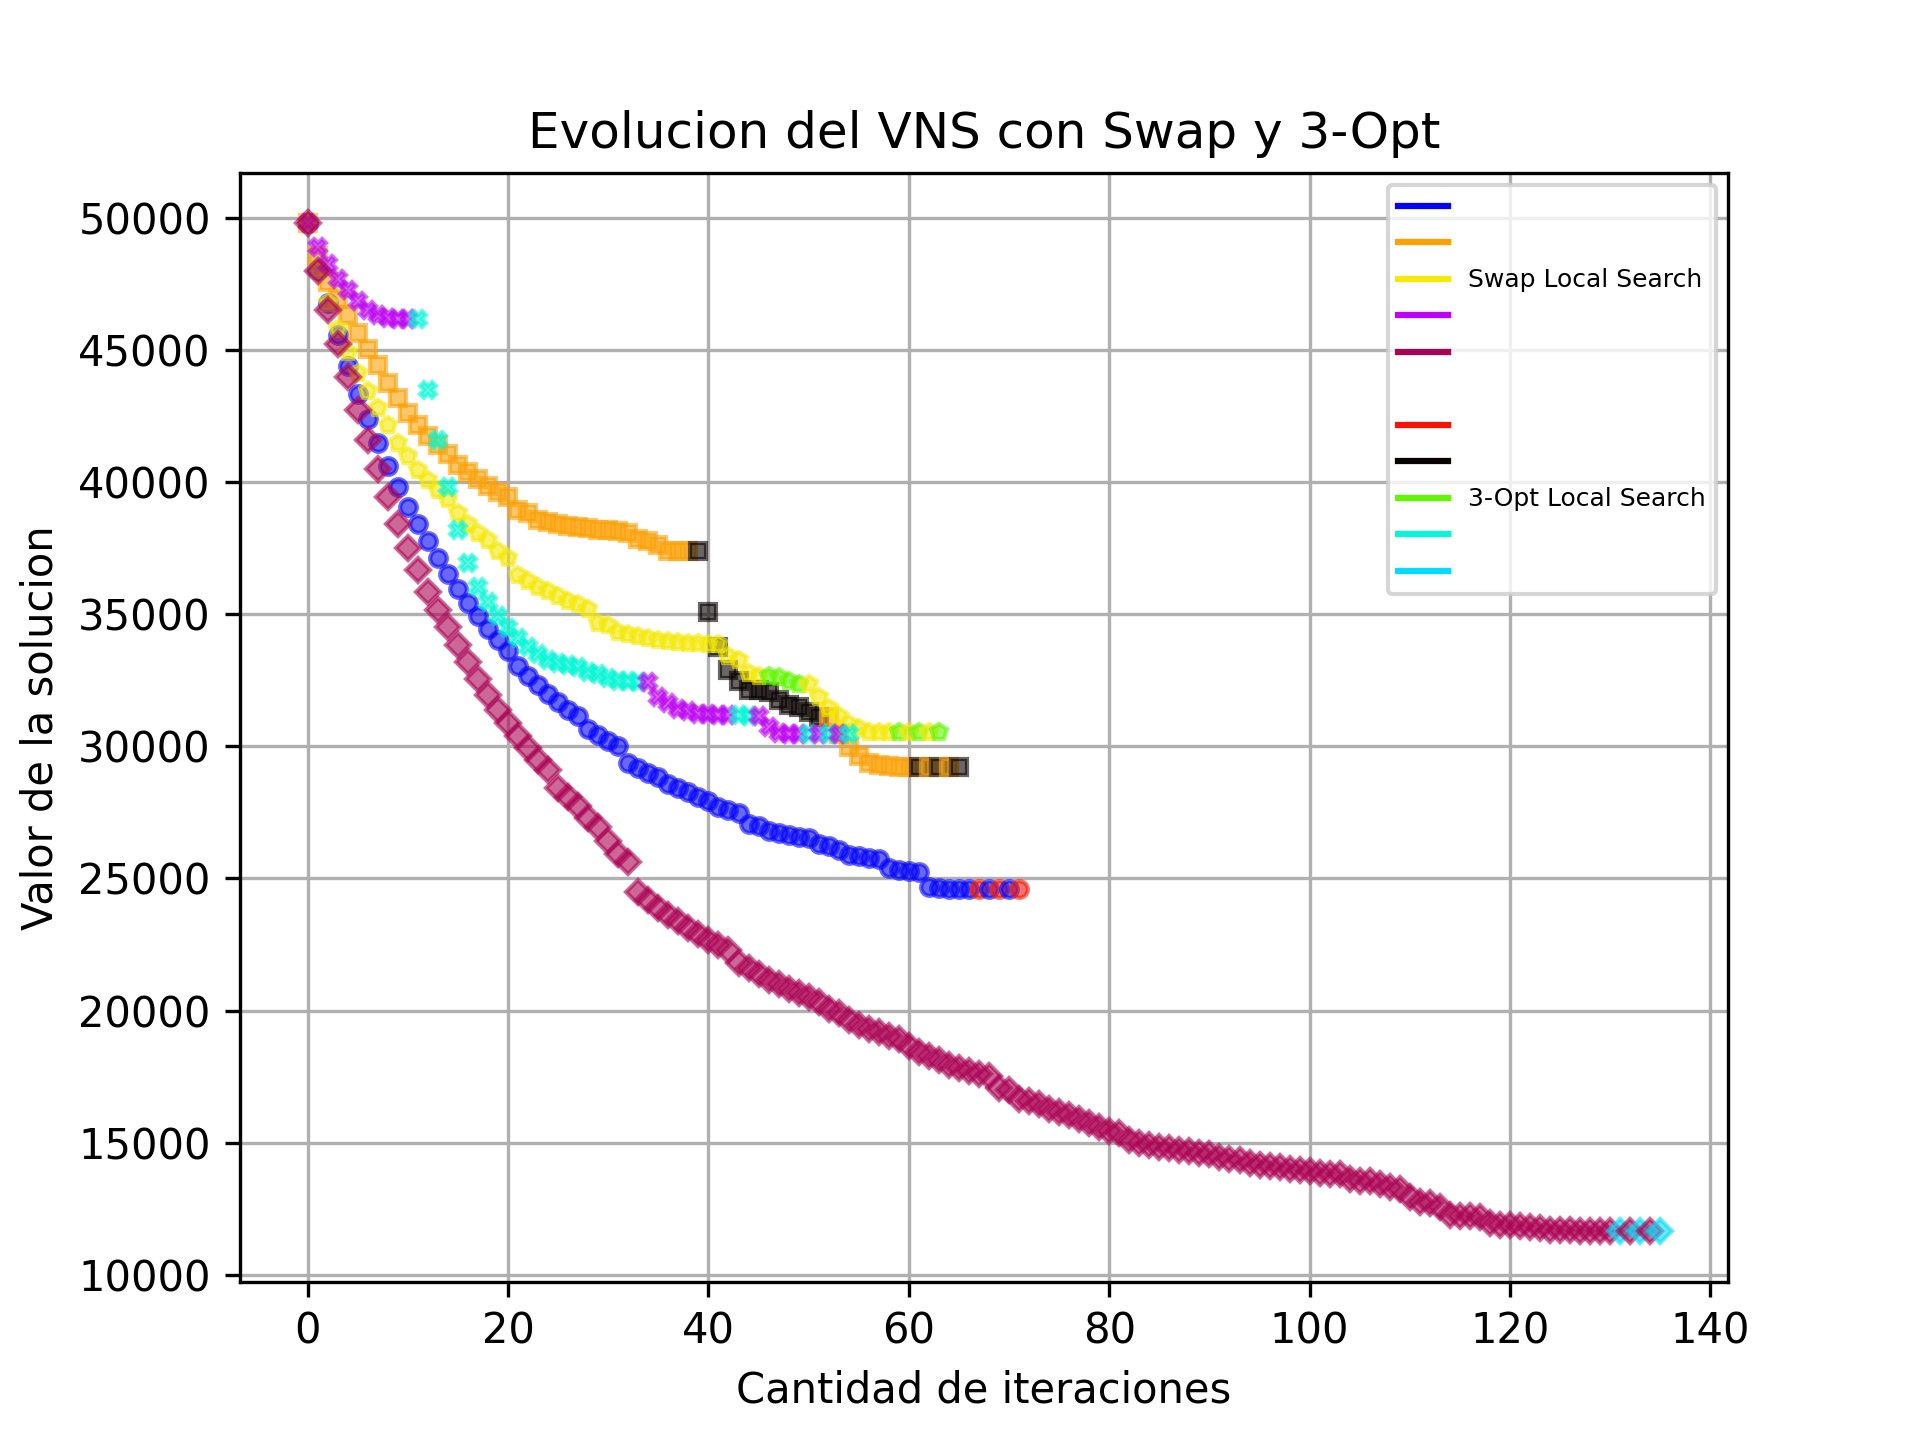 Evolucion del VNS con Swap y 3-Opt
50000
45000
40000
35000
30000
25000
20000
15000
10000
Valor de la solucion
Swap Local Search
3-Opt Local Search
0 20 40 60 80 100 120 140
Cantidad de iteraciones